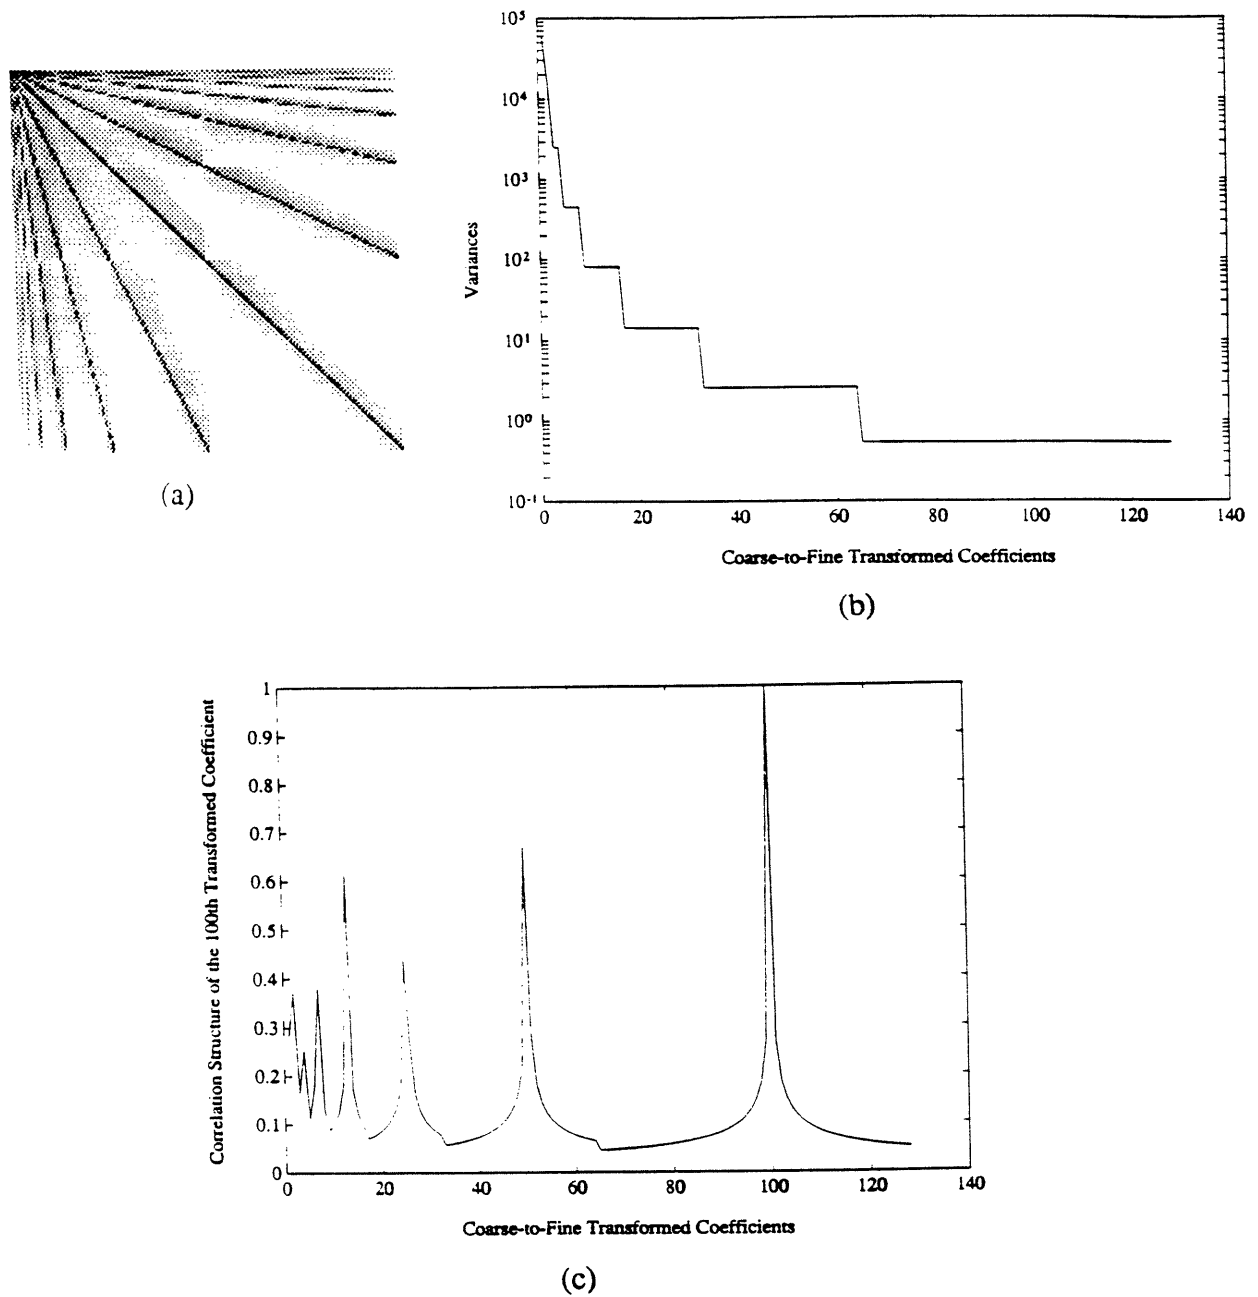 (a)
10⁵
10⁴
10³
10²
10¹
10⁰
10⁻¹
Variances
0 20 40 60 80 100 120 140
Coarse-to-Fine Transformed Coefficients
(b)
1
0.9
0.8
0.7
0.6
0.5
0.4
0.3
0.2
0.1
0
Correlation Structure of the 100th Transformed Coefficient
0 20 40 60 80 100 120 140
Coarse-to-Fine Transformed Coefficients
(c)